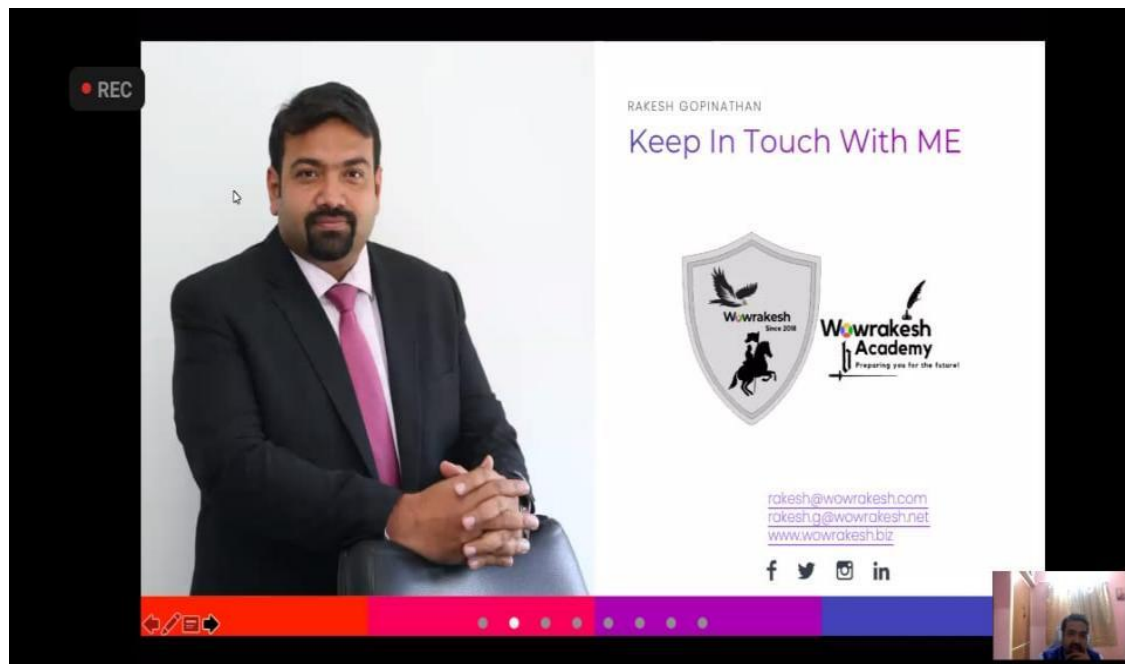 REC
RAKESH GOPINATHAN
Keep In Touch With ME
Wowrakesh
Since 2018
Wowrakesh
Academy
Preparing you for the future!
rakesh@wowrakesh.com
rakesh.g@wowrakesh.net
www.wowrakesh.biz